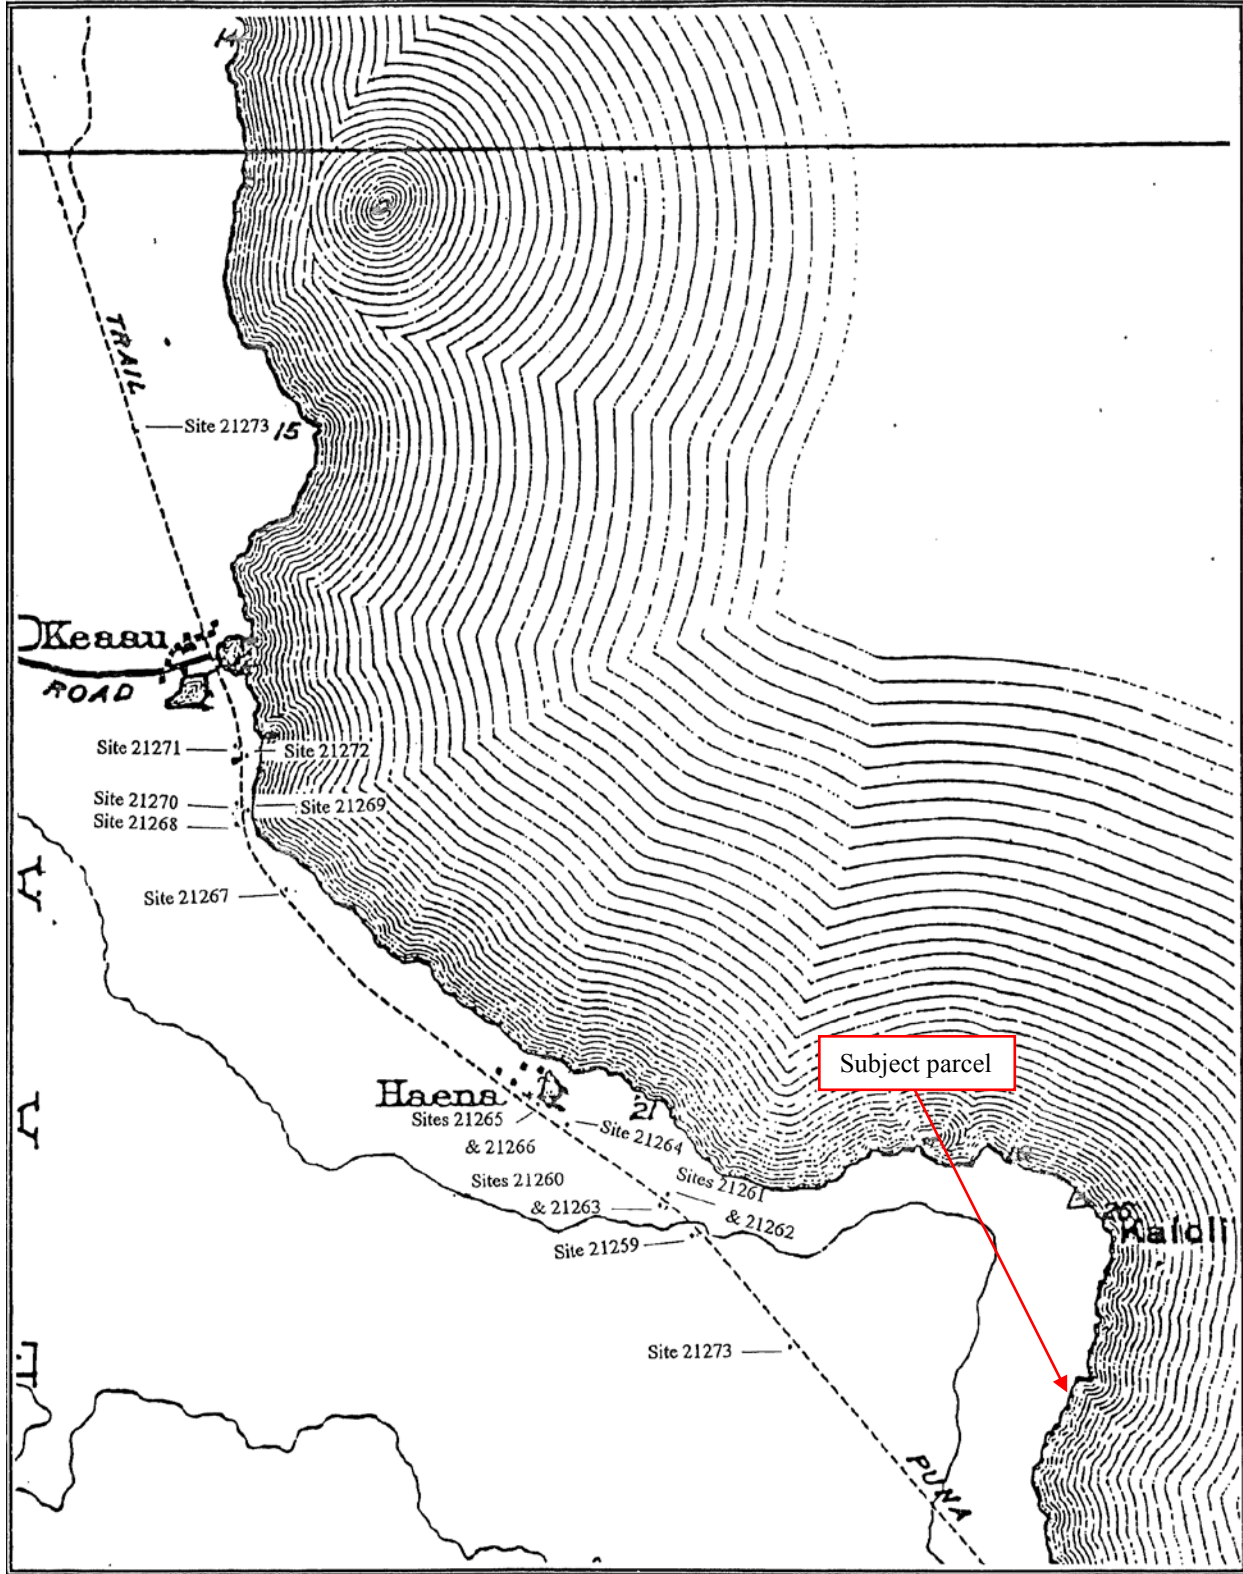 14
TRAIL
Site 21273
15
Keaau
ROAD
Site 21271
Site 21272
Site 21270
Site 21269
Site 21268
A
Site 21267
Subject parcel
Haena
21
Sites 21265
& 21266
Site 21264
A
Sites 21260
& 21263
Sites 21261
& 21262
Kaloli
Site 21259
Site 21273
E
PUNA